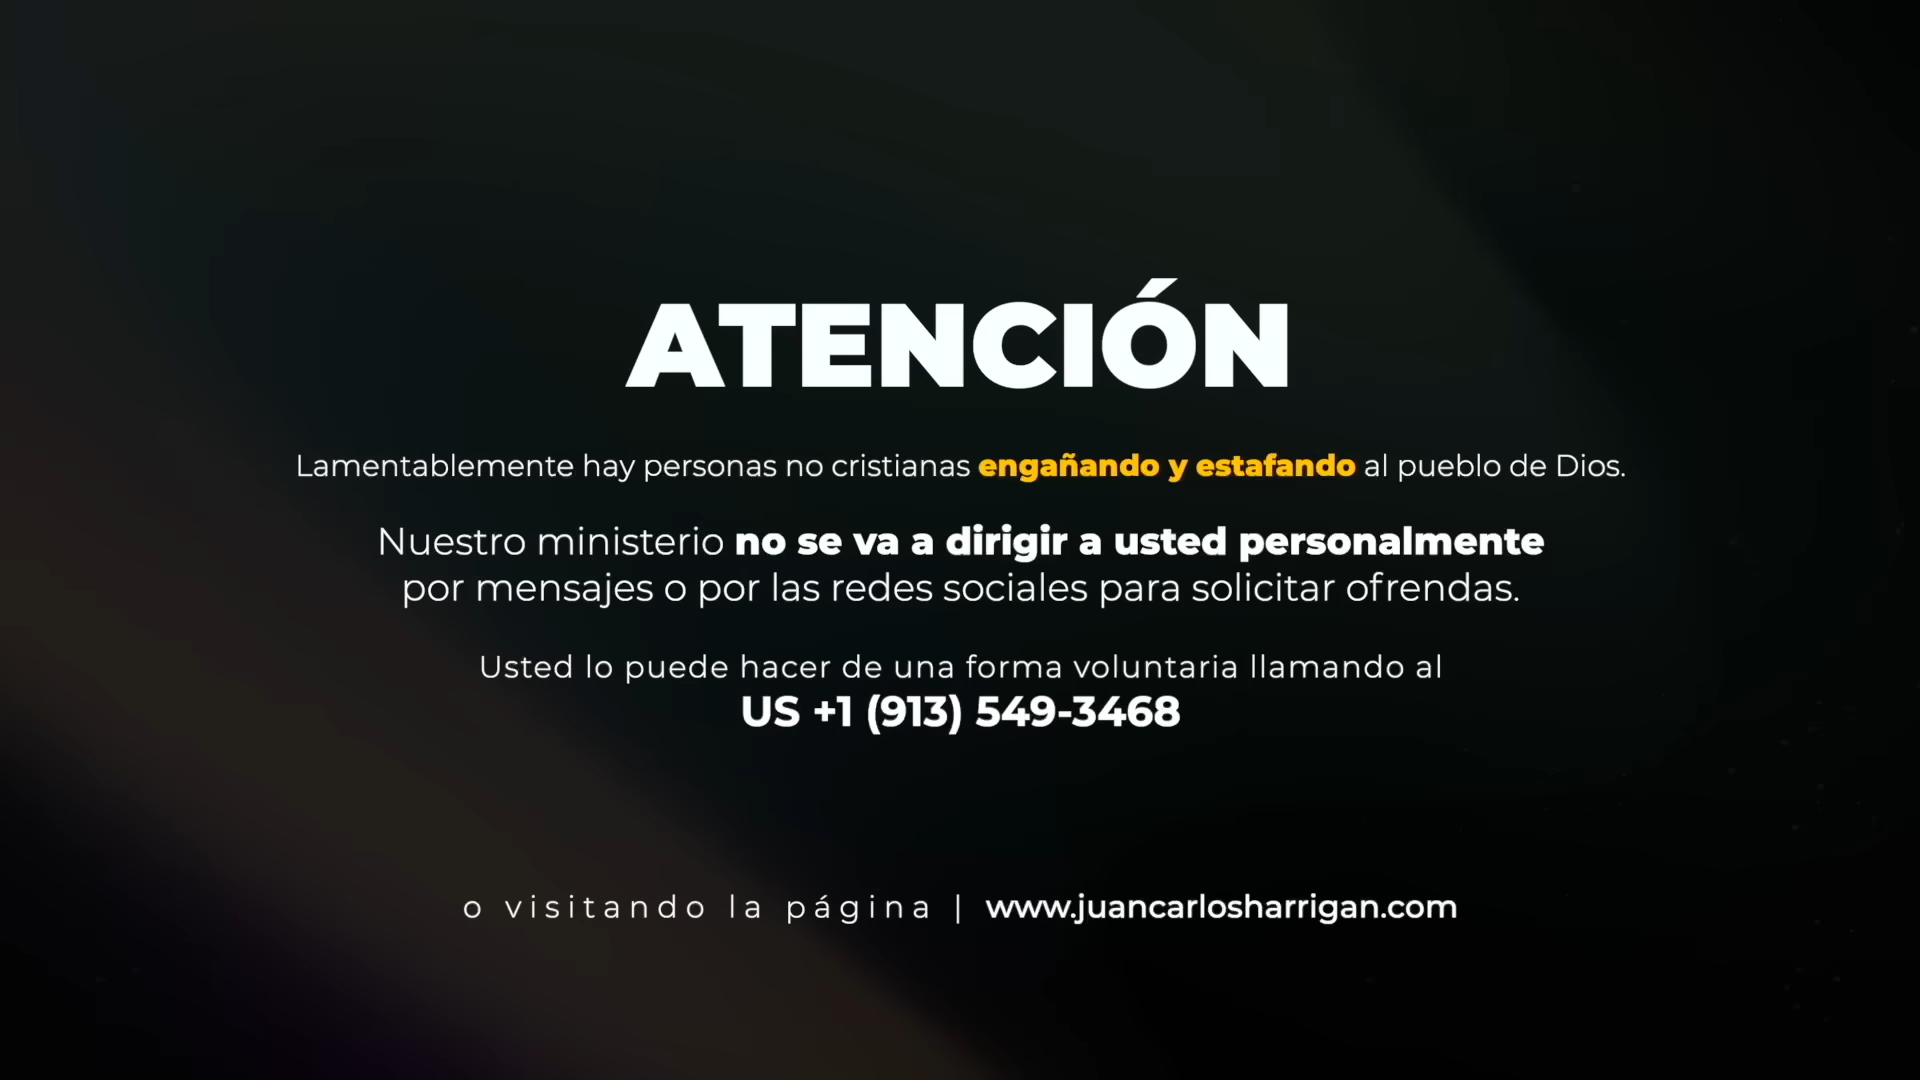 ATENCIÓN
Lamentablemente hay personas no cristianas engañando y estafando al pueblo de Dios.
Nuestro ministerio no se va a dirigir a usted personalmente
por mensajes o por las redes sociales para solicitar ofrendas.
Usted lo puede hacer de una forma voluntaria llamando al
US +1 (913) 549-3468
o visitando la página | www.juancarlosharrigan.com